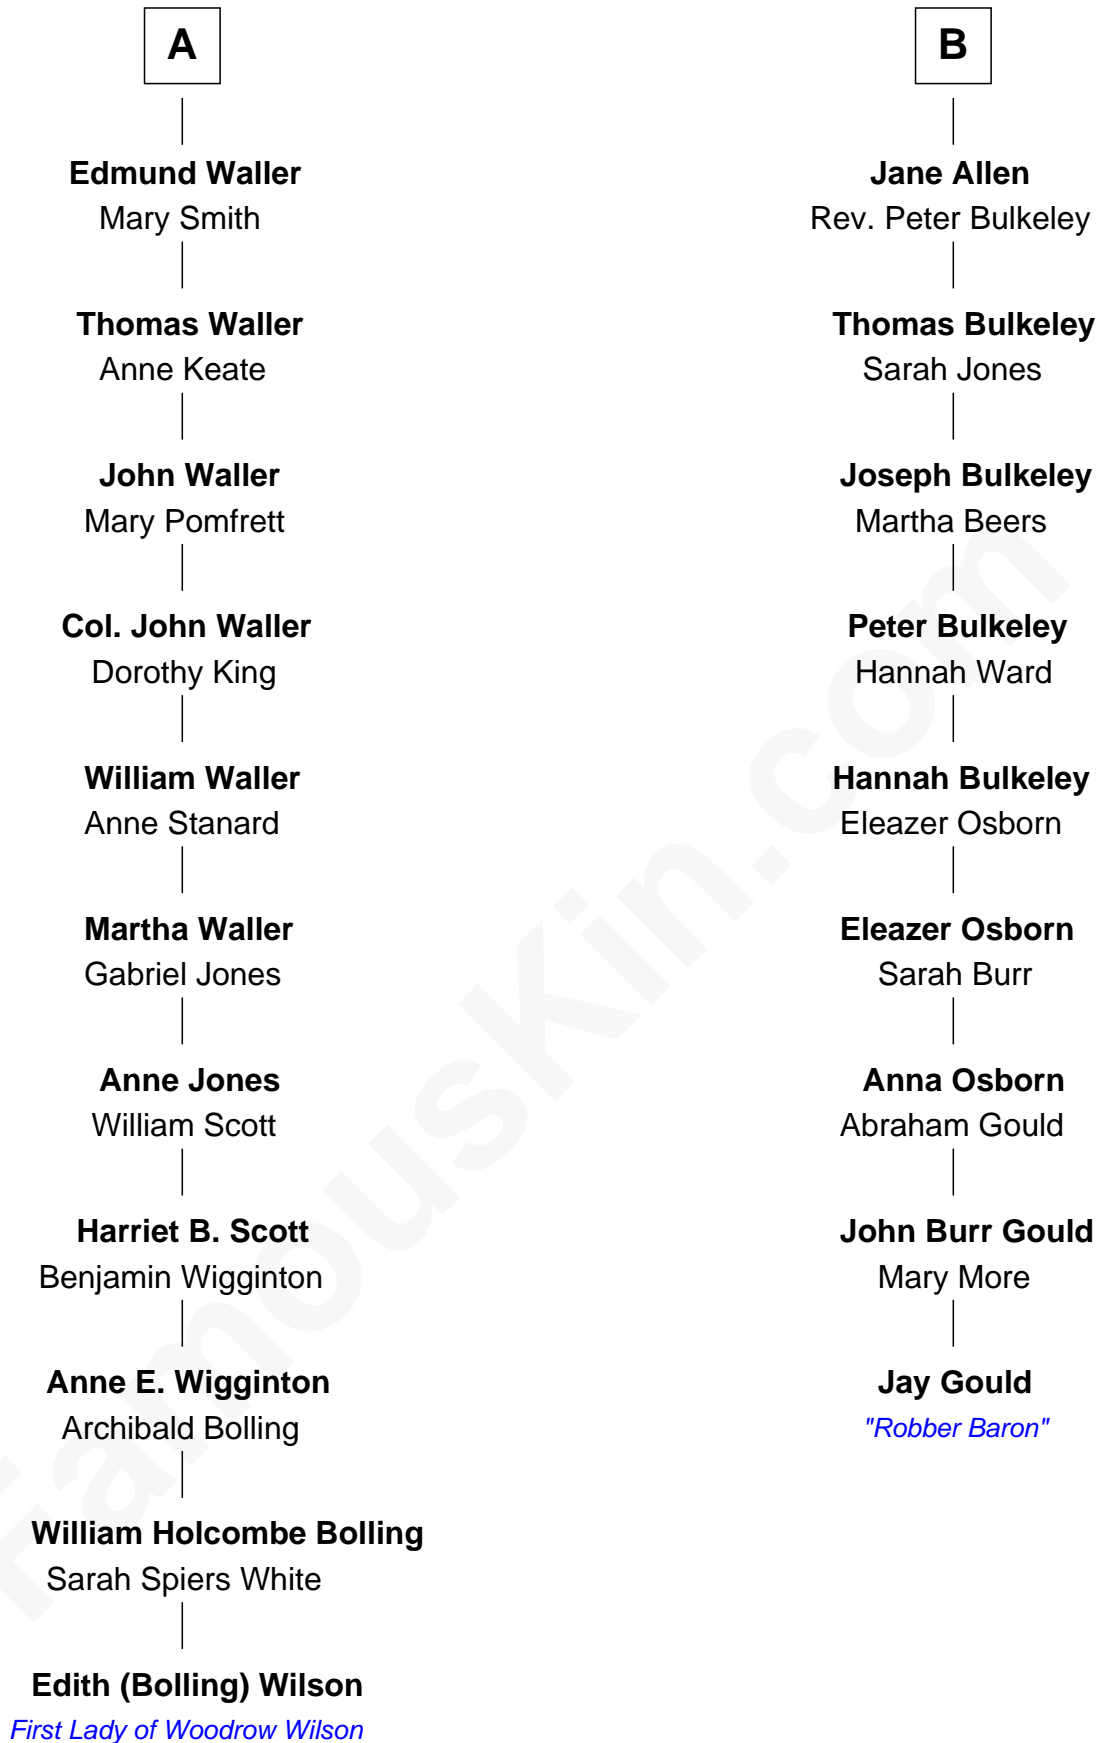 A
Edmund Waller
Mary Smith
Thomas Waller
Anne Keate
John Waller
Mary Pomfrett
Col. John Waller
Dorothy King
William Waller
Anne Stanard
Martha Waller
Gabriel Jones
Anne Jones
William Scott
Harriet B. Scott
Benjamin Wigginton
Anne E. Wigginton
Archibald Bolling
William Holcombe Bolling
Sarah Spiers White
Edith (Bolling) Wilson
First Lady of Woodrow Wilson
B
Jane Allen
Rev. Peter Bulkeley
Thomas Bulkeley
Sarah Jones
Joseph Bulkeley
Martha Beers
Peter Bulkeley
Hannah Ward
Hannah Bulkeley
Eleazer Osborn
Eleazer Osborn
Sarah Burr
Anna Osborn
Abraham Gould
John Burr Gould
Mary More
Jay Gould
"Robber Baron"
FamousKin.com